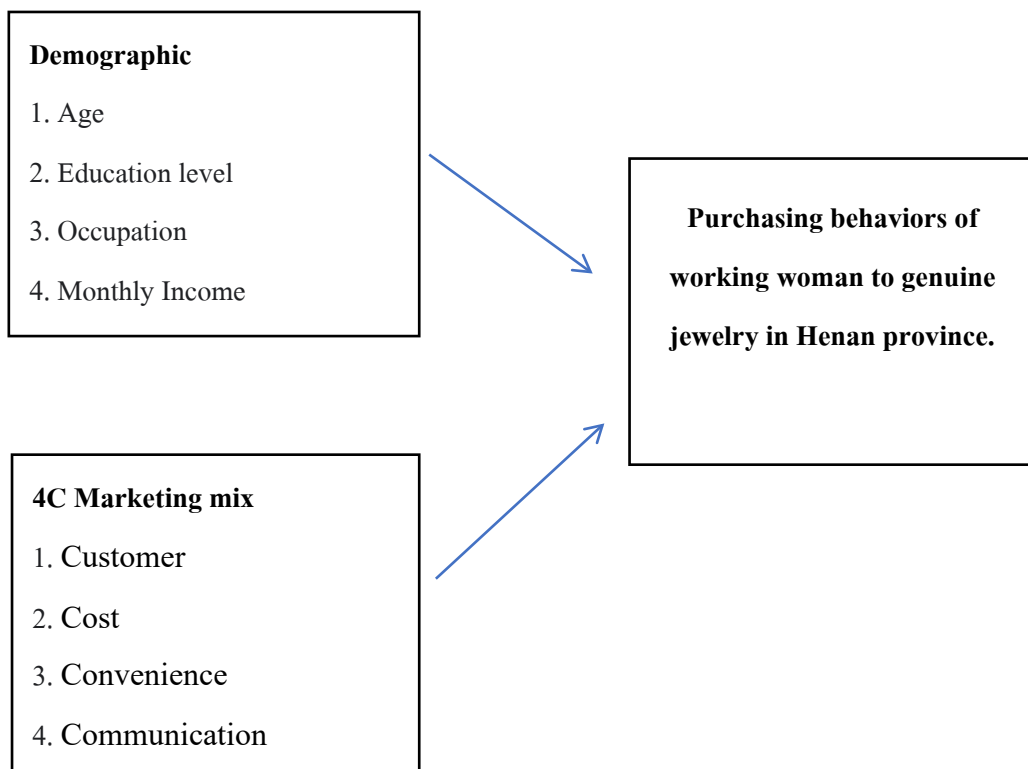 Demographic
1. Age
2. Education level
3. Occupation
4. Monthly Income
Purchasing behaviors of
working woman to genuine
jewelry in Henan province.
4C Marketing mix
1. Customer
2. Cost
3. Convenience
4. Communication